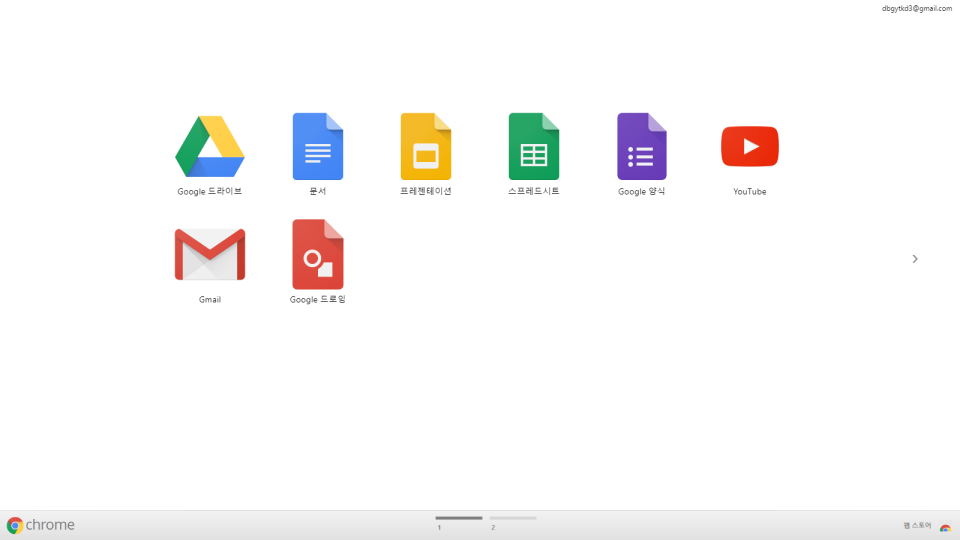 dbgytkd3@gmail.com
Google 드라이브
문서
프레젠테이션
스프레드시트
Google 양식
YouTube
Gmail
Google 드로잉
chrome
1
2
웹 스토어